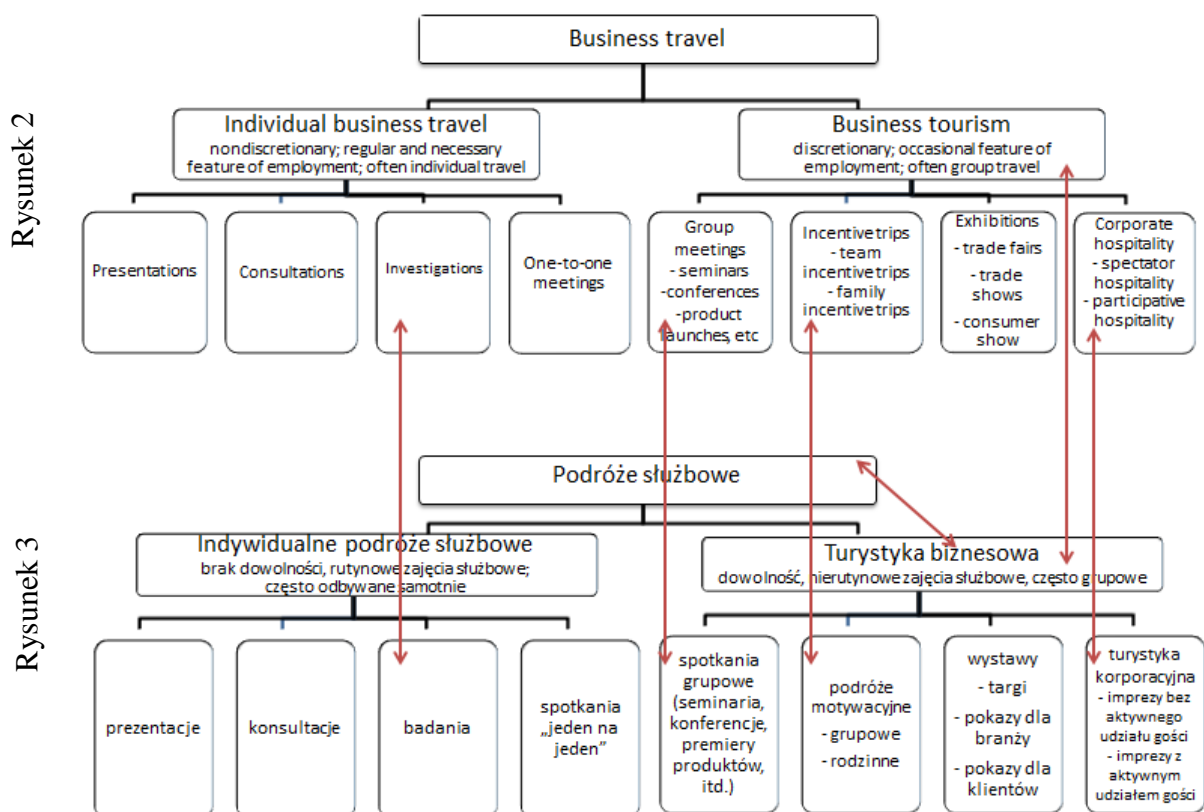 Rysunek 2
Business travel
Individual business travel
nondiscretionary; regular and necessary
feature of employment; often individual travel
Business tourism
discretionary; occasional feature of
employment; often group travel
Presentations
Consultations
Investigations
One-to-one
meetings
Group
meetings
- seminars
-conferences
-product
launches, etc
Incentive trips
- team
incentive trips
- family
incentive trips
Exhibitions
- trade fairs
- trade
shows
- consumer
show
Corporate
hospitality
- spectator
hospitality
- participative
hospitality
Rysunek 3
Podróże służbowe
Indywidualne podróże służbowe
brak dowolności, rutynowe zajęcia służbowe;
często odbywane samotnie
Turystyka biznesowa
dowolność, nierutynowe zajęcia służbowe, często grupowe
prezentacje
konsultacje
badania
spotkania
„jeden na
jeden”
spotkania
grupowe
(seminaria,
konferencje,
premiery
produktów,
itd.)
podróże
motywacyjne
- grupowe
- rodzinne
wystawy
- targi
- pokazy dla
branży
- pokazy dla
klientów
turystyka
korporacyjna
- imprezy bez
aktywnego
udziału gości
- imprezy z
aktywnym
udziałem gości